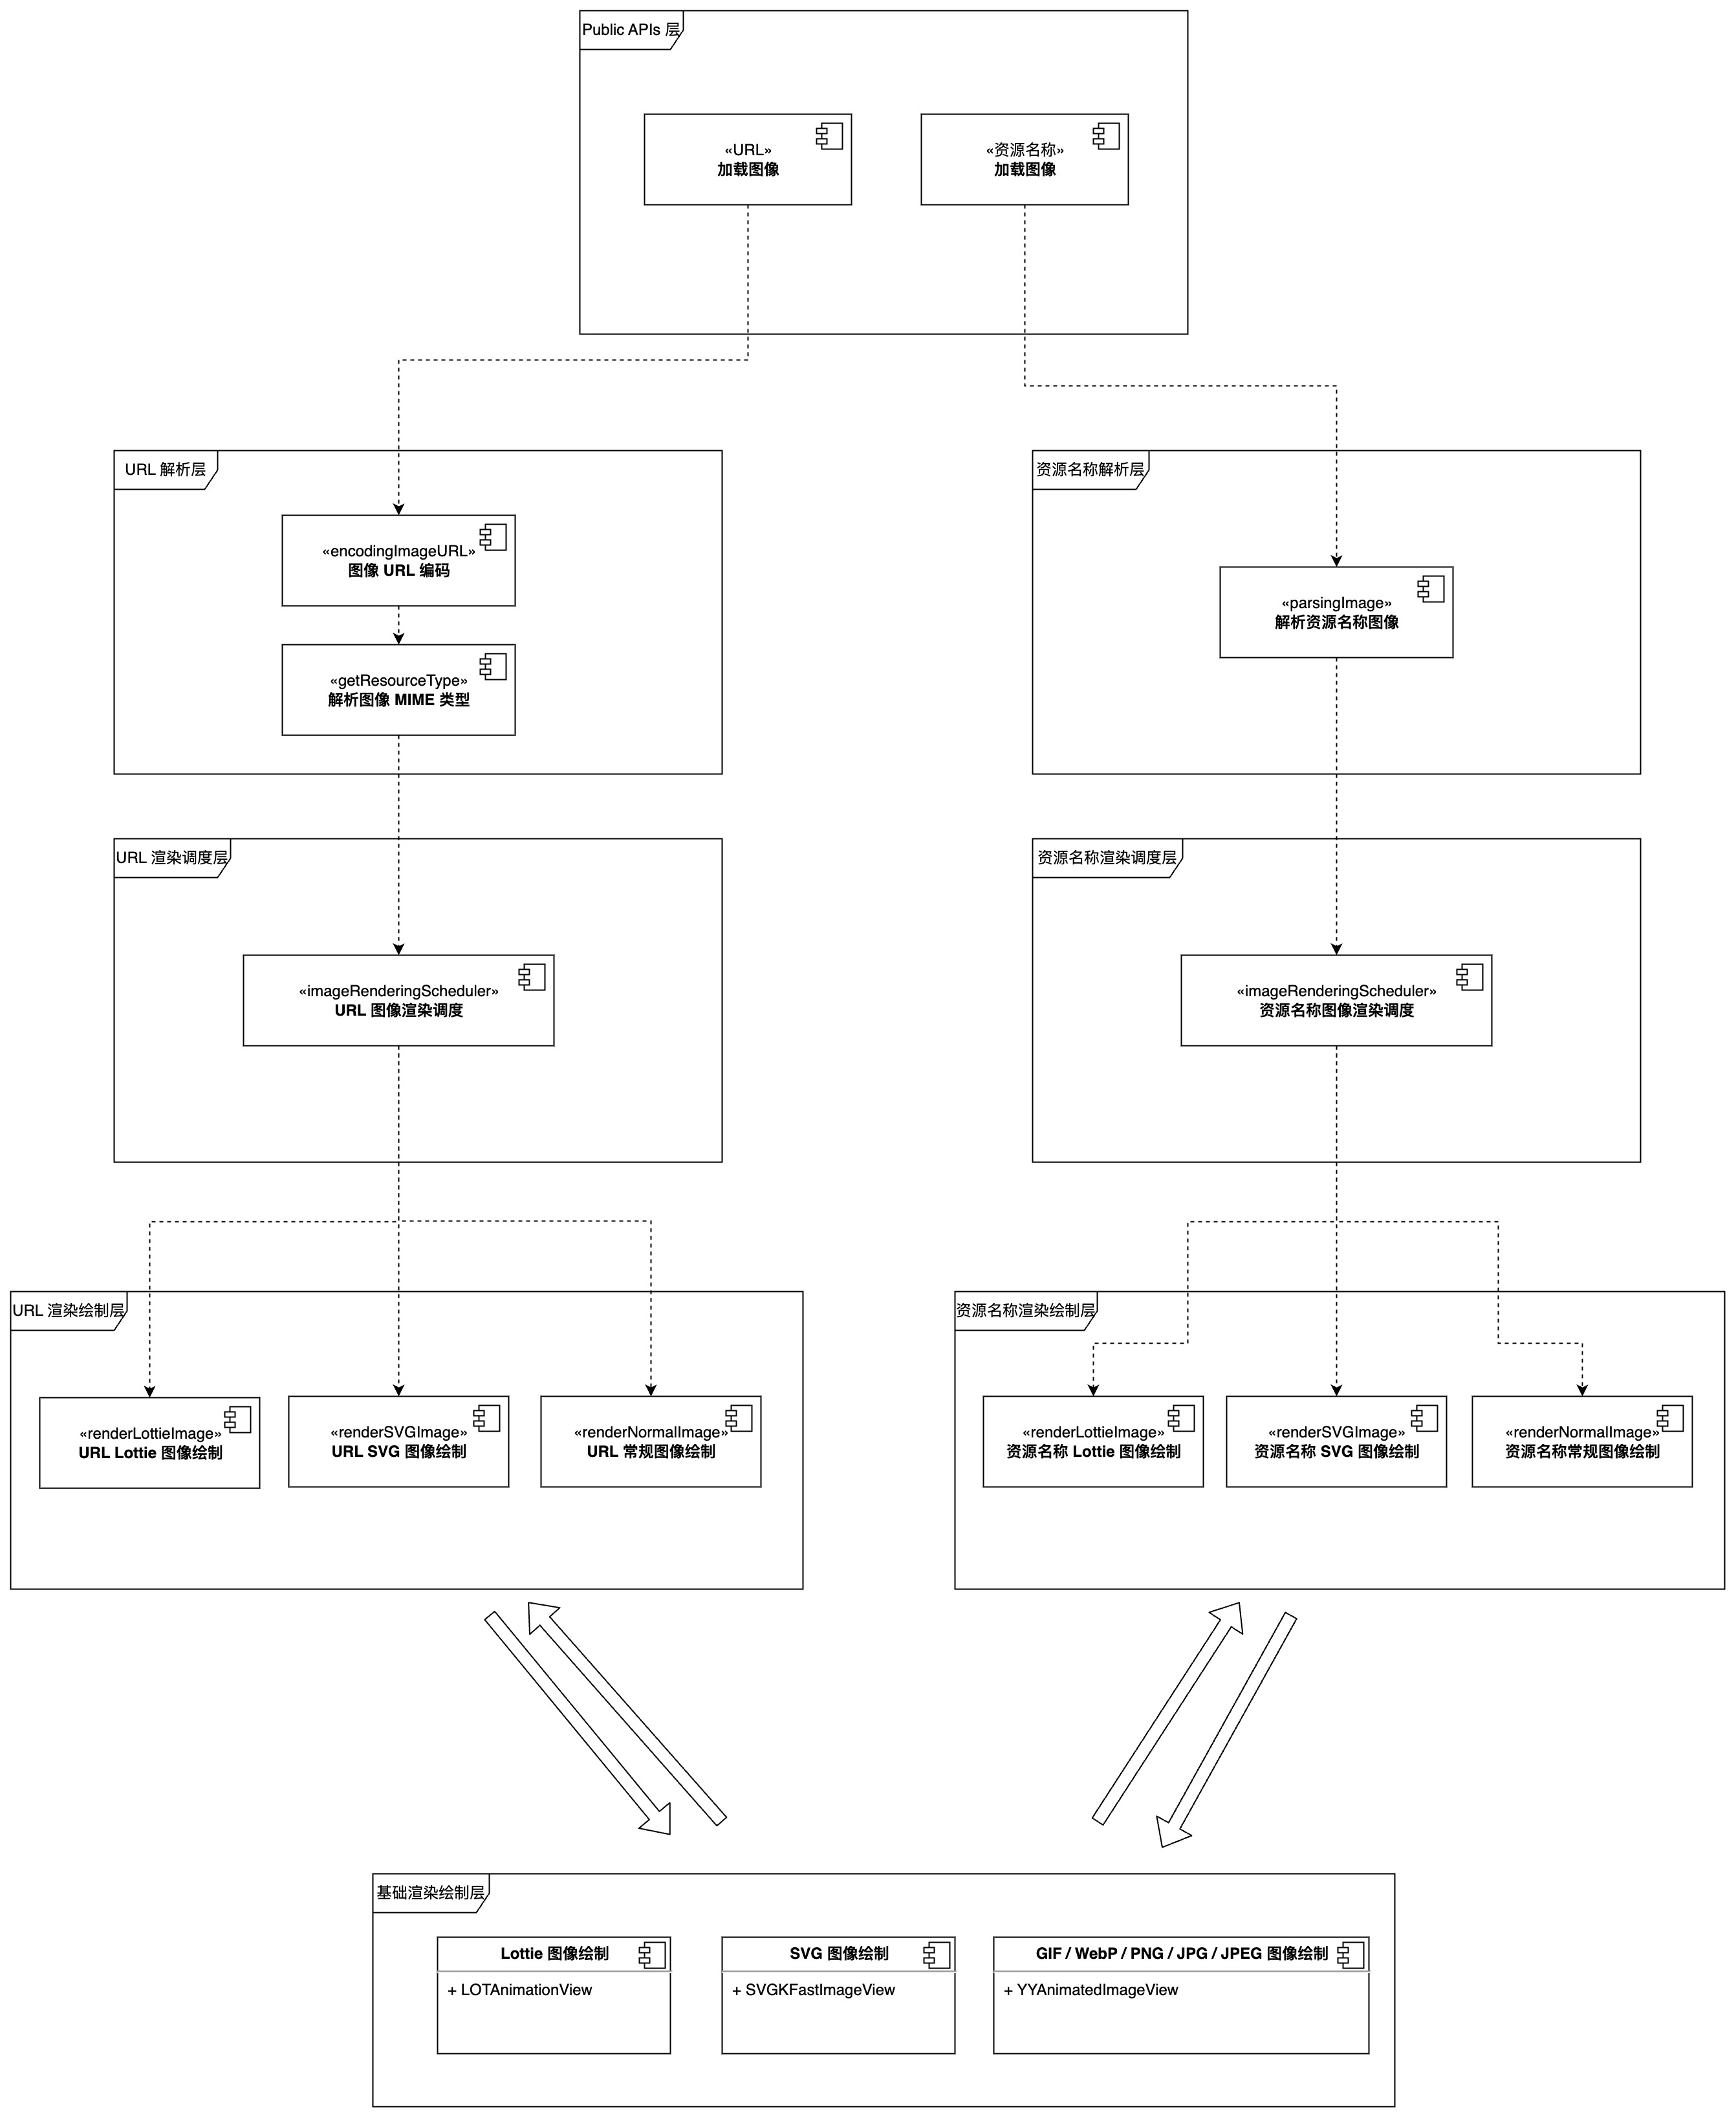 Public APIs 层
«URL»
加载图像
«资源名称»
加载图像
URL 解析层
«encodingImageURL»
图像 URL 编码
«getResourceType»
解析图像 MIME 类型
资源名称解析层
«parsingImage»
解析资源名称图像
URL 渲染调度层
«imageRenderingScheduler»
URL 图像渲染调度
资源名称渲染调度层
«imageRenderingScheduler»
资源名称图像渲染调度
URL 渲染绘制层
«renderLottieImage»
URL Lottie 图像绘制
«renderSVGImage»
URL SVG 图像绘制
«renderNormalImage»
URL 常规图像绘制
资源名称渲染绘制层
«renderLottieImage»
资源名称 Lottie 图像绘制
«renderSVGImage»
资源名称 SVG 图像绘制
«renderNormalImage»
资源名称常规图像绘制
基础渲染绘制层
Lottie 图像绘制
+ LOTAnimationView
SVG 图像绘制
+ SVGKFastImageView
GIF / WebP / PNG / JPG / JPEG 图像绘制
+ YYAnimatedImageView